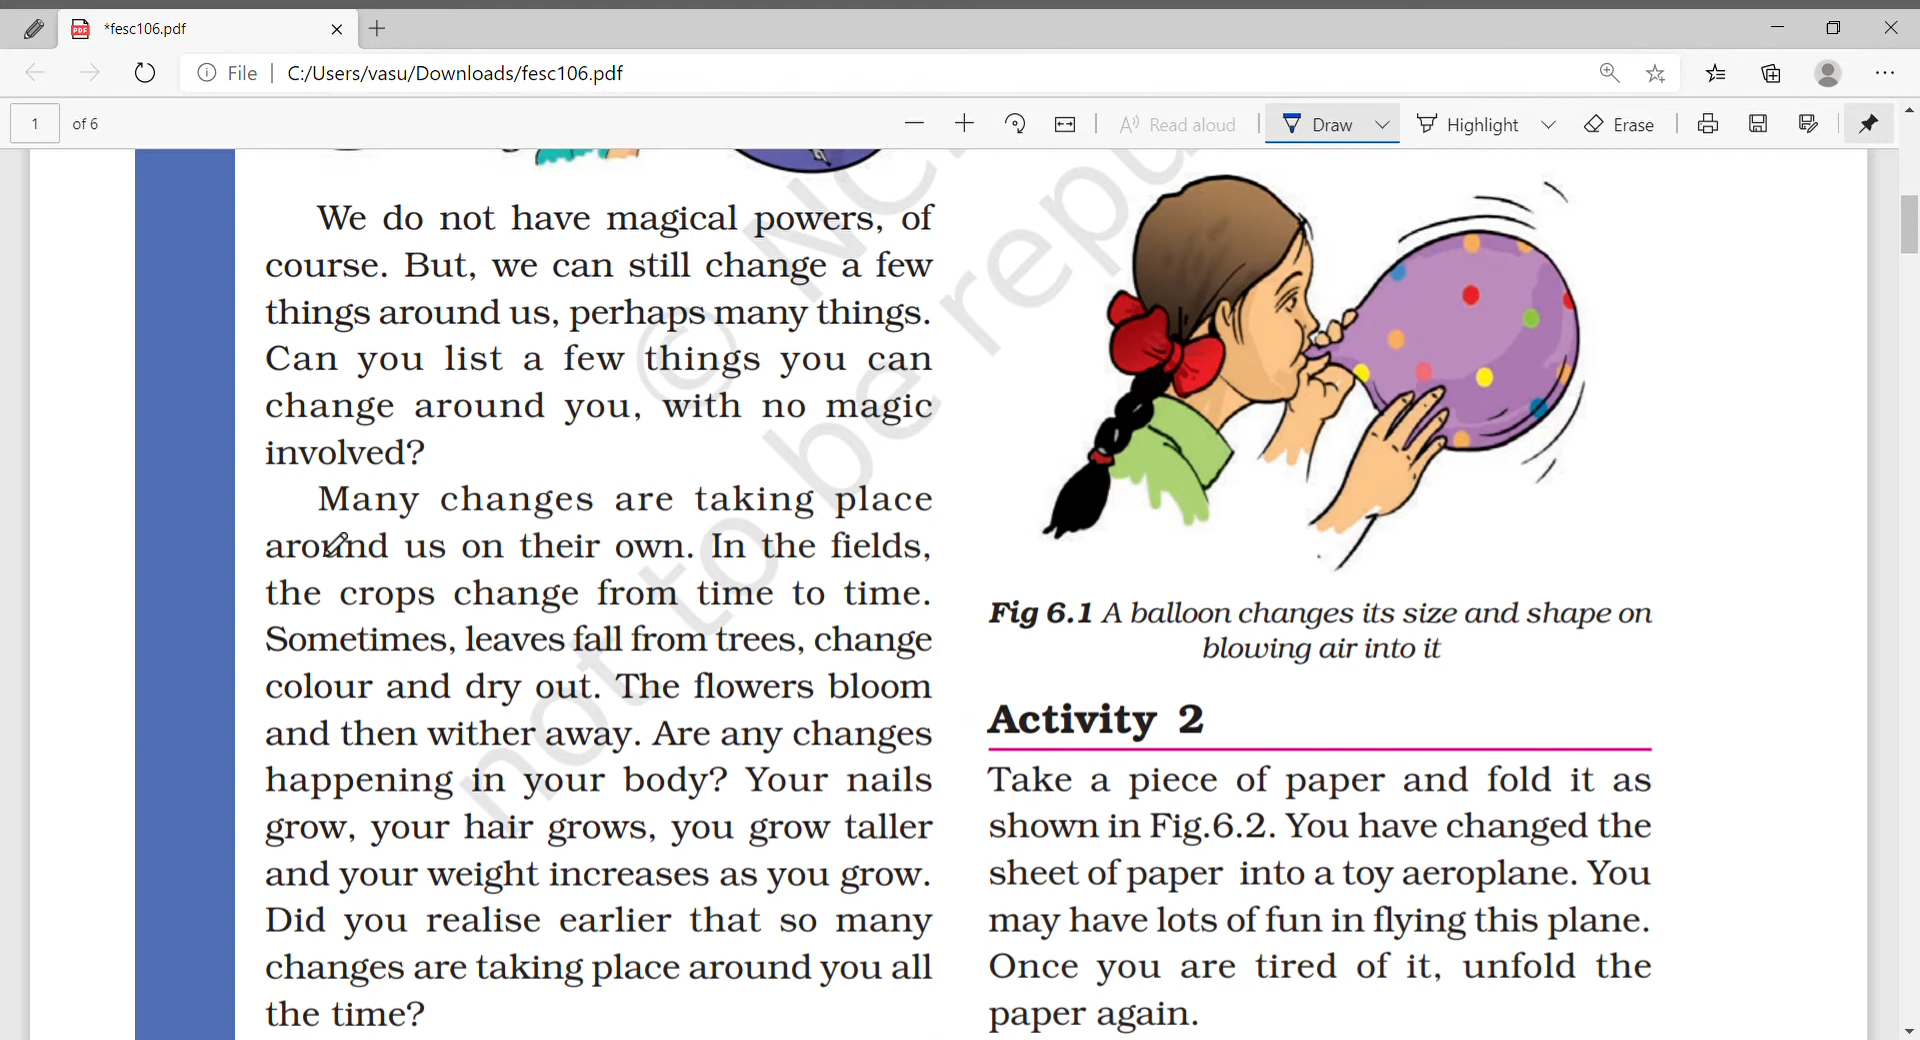 *fesc106.pdf
File
C:/Users/vasu/Downloads/fesc106.pdf
1
of 6
Read aloud
Draw
Highlight
Erase
We do not have magical powers, of
course. But, we can still change a few
things around us, perhaps many things.
Can you list a few things you can
change around you, with no magic
involved?
Many changes are taking place
around us on their own. In the fields,
the crops change from time to time.
Sometimes, leaves fall from trees, change
colour and dry out. The flowers bloom
and then wither away. Are any changes
happening in your body? Your nails
grow, your hair grows, you grow taller
and your weight increases as you grow.
Did you realise earlier that so many
changes are taking place around you all
the time?
Fig 6.1 A balloon changes its size and shape on
blowing air into it
Activity 2
Take a piece of paper and fold it as
shown in Fig.6.2. You have changed the
sheet of paper into a toy aeroplane. You
may have lots of fun in flying this plane.
Once you are tired of it, unfold the
paper again.
not to be